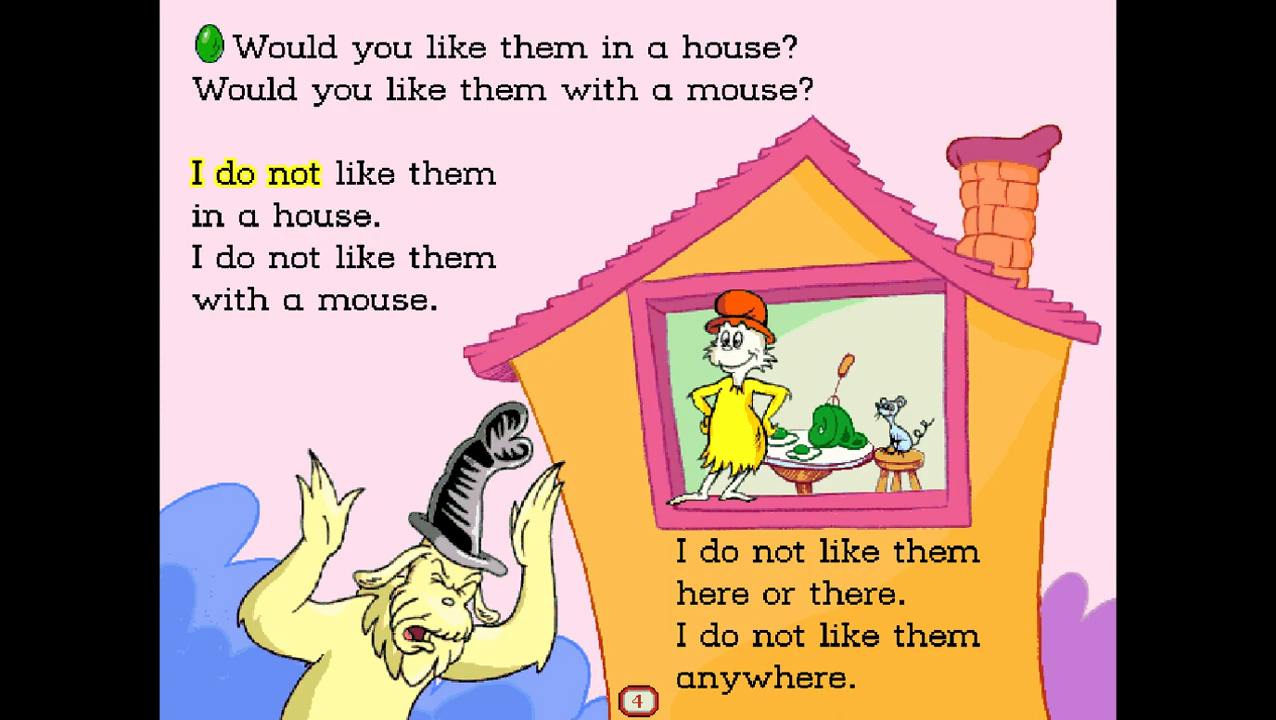 Would you like them in a house?
Would you like them with a mouse?
I do not like them
in a house.
I do not like them
with a mouse.
I do not like them
here or there.
I do not like them
anywhere.
4